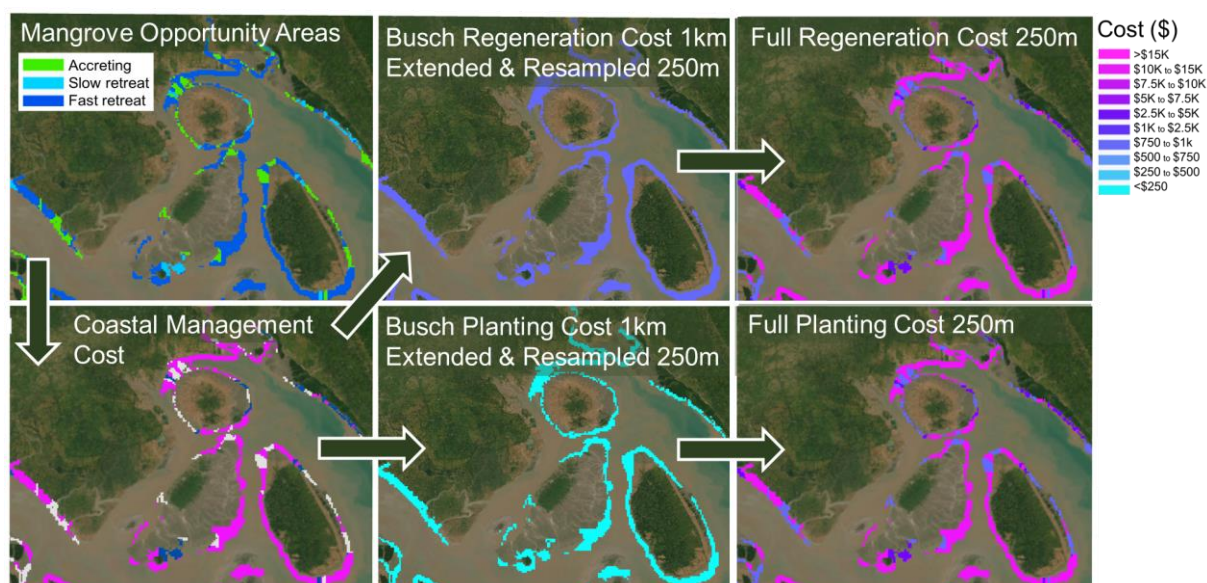 Mangrove Opportunity Areas
Accreting
Slow retreat
Fast retreat
Busch Regeneration Cost 1km
Extended & Resampled 250m
Full Regeneration Cost 250m
Cost ($)
>$15K
$10K to $15K
$7.5K to $10K
$5K to $7.5K
$2.5K to $5K
$1K to $2.5K
$750 to $1k
$500 to $750
$250 to $500
<$250
Coastal Management
Cost
Busch Planting Cost 1km
Extended & Resampled 250m
Full Planting Cost 250m